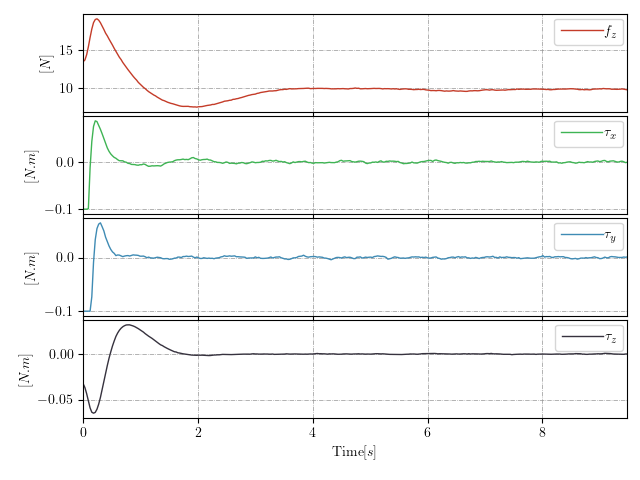 15
10
[N]
f_z
0.0
−0.1
[N.m]
τ_x
0.0
−0.1
[N.m]
τ_y
0.00
−0.05
[N.m]
τ_z
0 2 4 6 8
Time[s]